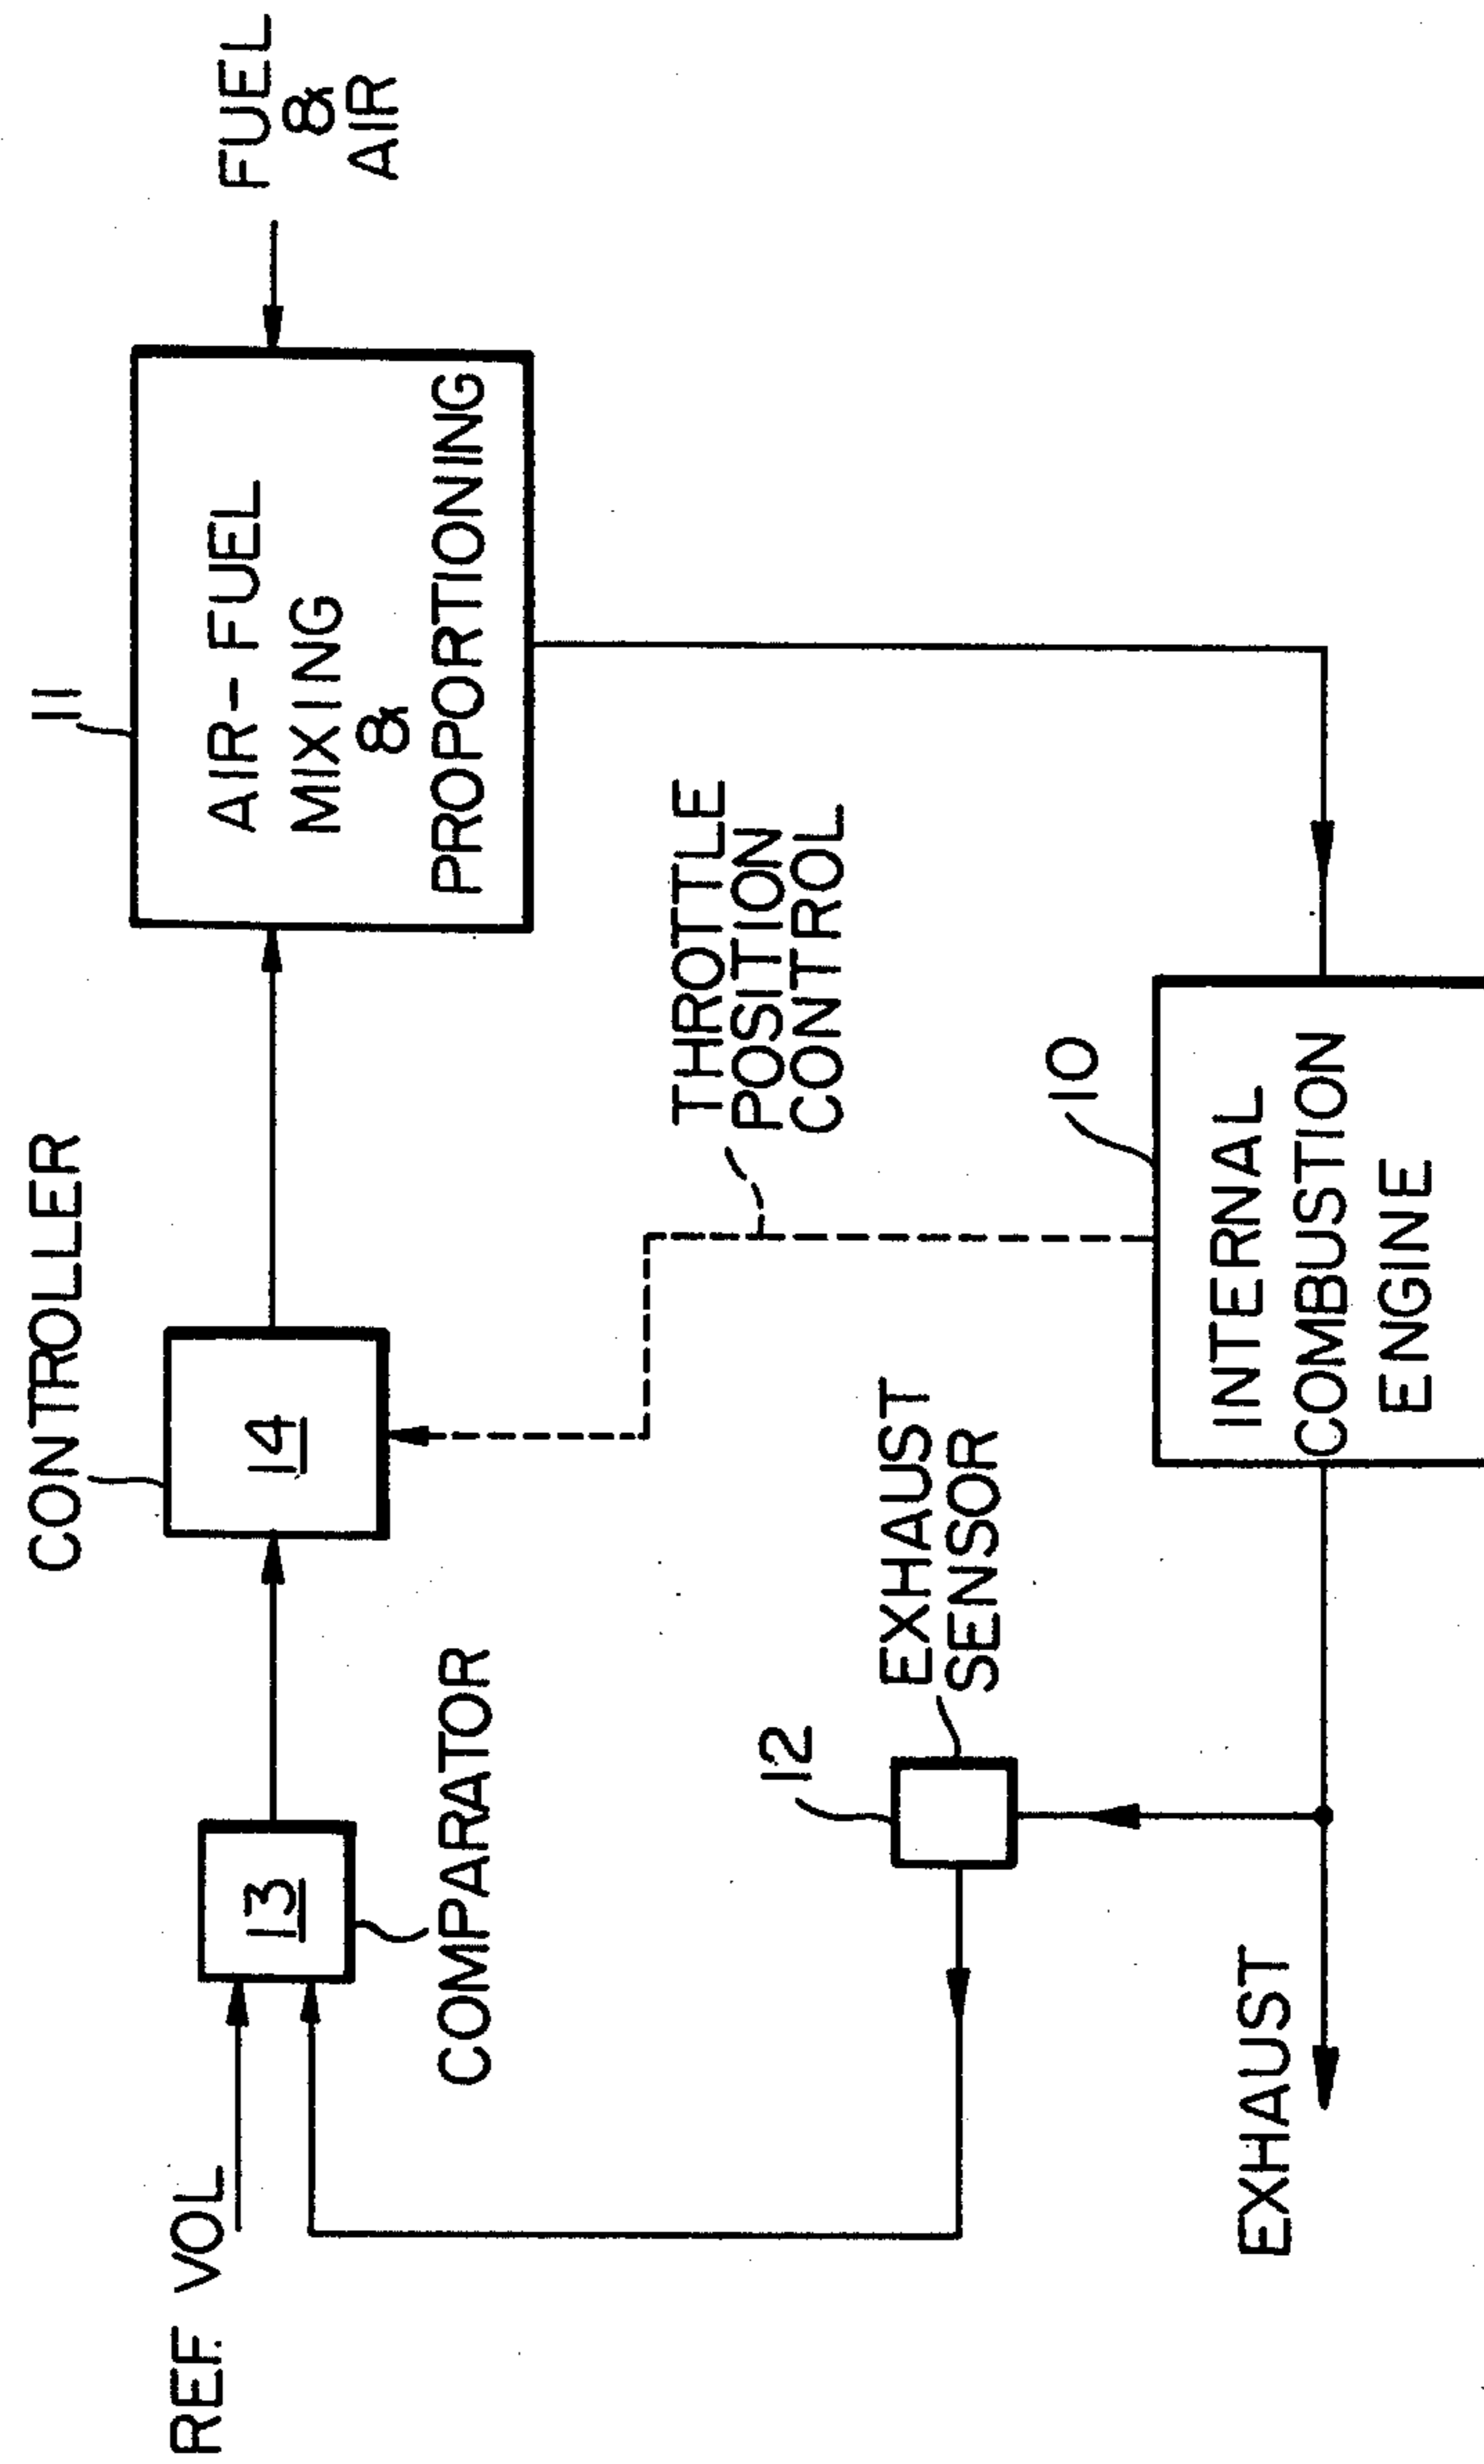 REF. VOL
13
COMPARATOR
CONTROLLER
14
11
AIR-FUEL
MIXING
&
PROPORTIONING
FUEL
&
AIR
THROTTLE
POSITION
CONTROL
12
EXHAUST
SENSOR
10
INTERNAL
COMBUSTION
ENGINE
EXHAUST